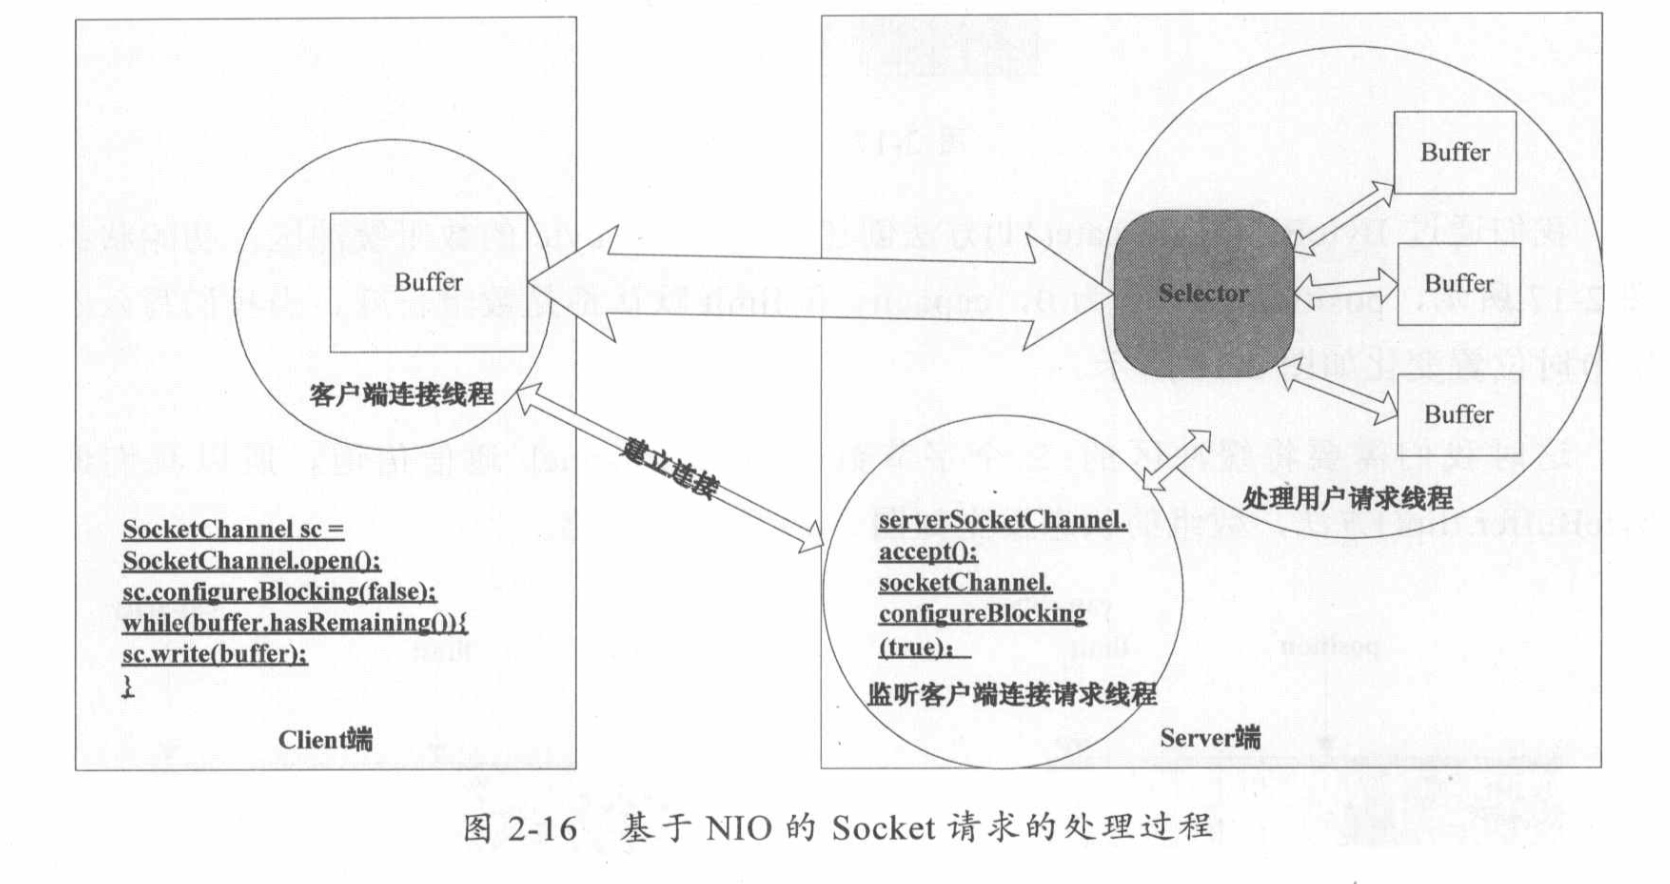 Buffer
客户端连接线程
建立连接
SocketChannel sc =
SocketChannel.open();
sc.configureBlocking(false);
while(buffer.hasRemaining()){
sc.write(buffer);
}
Client端
Selector
Buffer
Buffer
Buffer
处理用户请求线程
serverSocketChannel.
accept();
socketChannel.
configureBlocking
(true);
监听客户端连接请求线程
Server端
图 2-16 基于 NIO 的 Socket 请求的处理过程